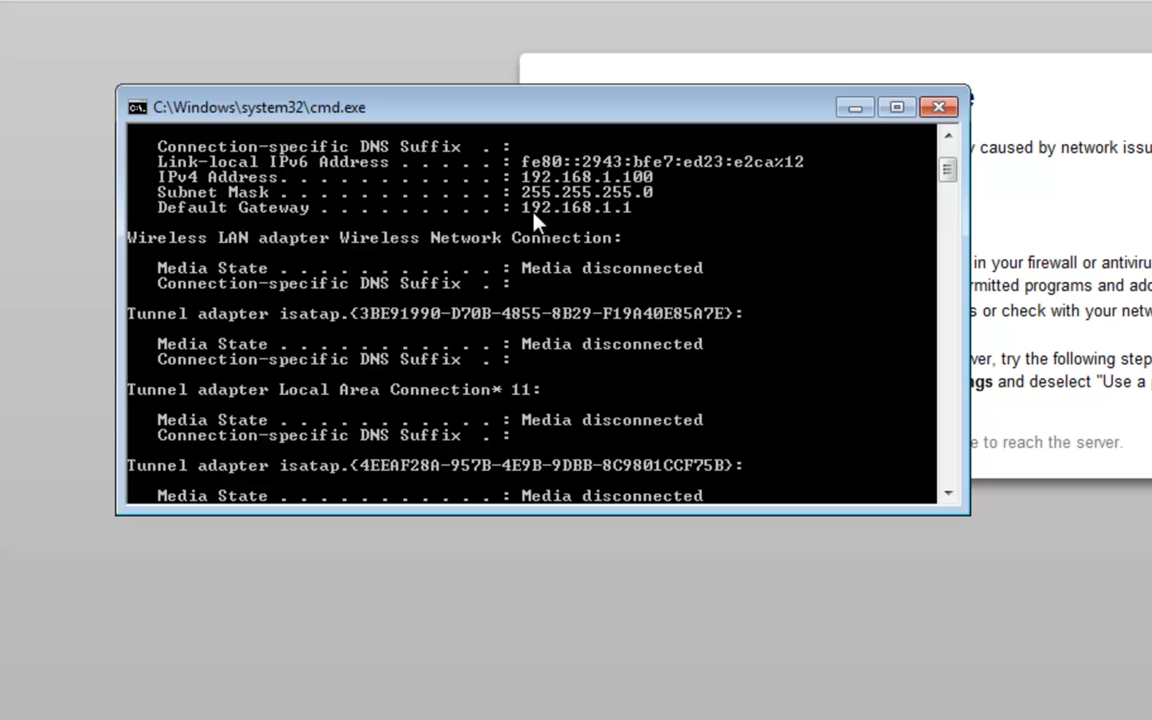 C:\Windows\system32\cmd.exe
Connection-specific DNS Suffix . :
Link-local IPv6 Address . . . . . : fe80::2943:bfe7:ed23:e2ca%12
IPv4 Address. . . . . . . . . . . : 192.168.1.100
Subnet Mask . . . . . . . . . . . : 255.255.255.0
Default Gateway . . . . . . . . . : 192.168.1.1
Wireless LAN adapter Wireless Network Connection:
Media State . . . . . . . . . . . : Media disconnected
Connection-specific DNS Suffix . :
Tunnel adapter isatap.{3BE91990-D70B-4855-8B29-F19A40E85A7E}:
Media State . . . . . . . . . . . : Media disconnected
Connection-specific DNS Suffix . :
Tunnel adapter Local Area Connection* 11:
Media State . . . . . . . . . . . : Media disconnected
Connection-specific DNS Suffix . :
Tunnel adapter isatap.{4EEAF28A-957B-4E9B-9DBB-8C9801CCF75B}:
Media State . . . . . . . . . . . : Media disconnected
caused by network issu
in your firewall or antiviru
rmitted programs and add
s or check with your netw
ver, try the following step
ngs and deselect "Use a p
e to reach the server.